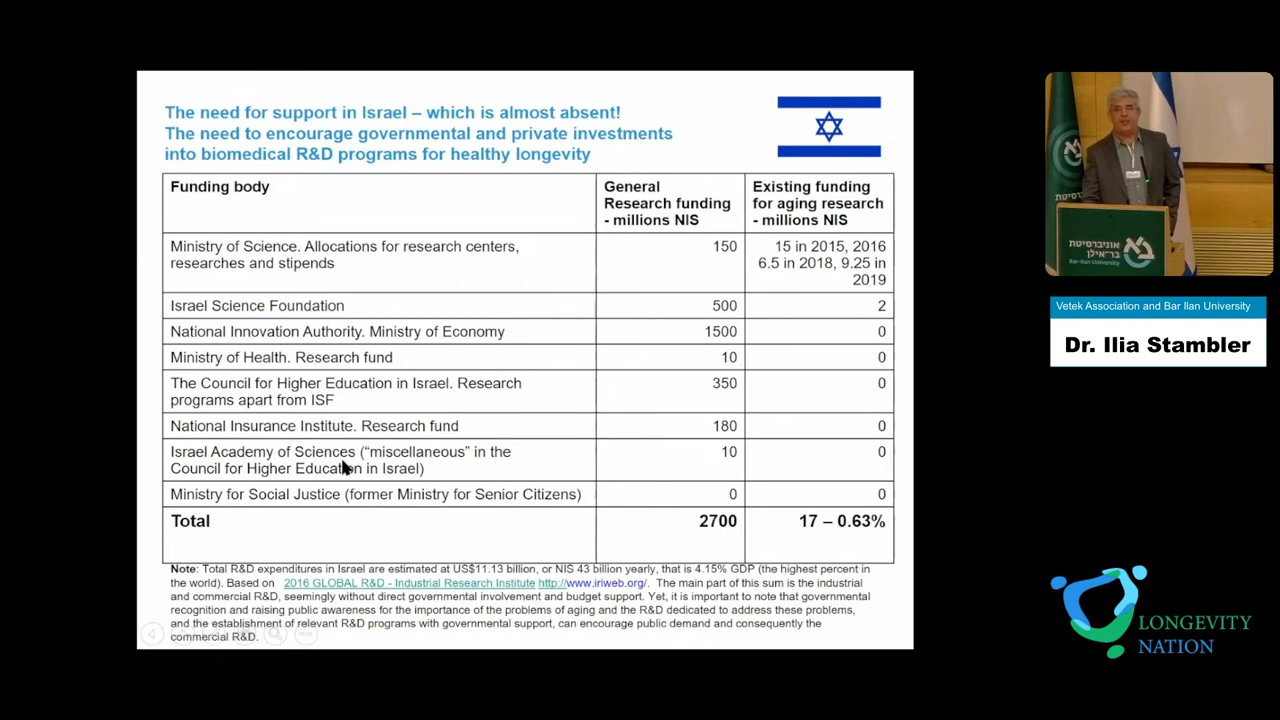 The need for support in Israel – which is almost absent!
The need to encourage governmental and private investments
into biomedical R&D programs for healthy longevity
Funding body
General
Research funding
- millions NIS
Existing funding
for aging research
- millions NIS
Ministry of Science. Allocations for research centers,
researches and stipends
150
15 in 2015, 2016
6.5 in 2018, 9.25 in
2019
Israel Science Foundation
500
2
National Innovation Authority. Ministry of Economy
1500
0
Ministry of Health. Research fund
10
0
The Council for Higher Education in Israel. Research
programs apart from ISF
350
0
National Insurance Institute. Research fund
180
0
Israel Academy of Sciences (“miscellaneous” in the
Council for Higher Education in Israel)
10
0
Ministry for Social Justice (former Ministry for Senior Citizens)
0
0
Total
2700
17 – 0.63%
Note: Total R&D expenditures in Israel are estimated at US$11.13 billion, or NIS 43 billion yearly, that is 4.15% GDP (the highest percent in
the world). Based on 2016 GLOBAL R&D - Industrial Research Institute http://www.iriweb.org/. The main part of this sum is the industrial
and commercial R&D, seemingly without direct governmental involvement and budget support. Yet, it is important to note that governmental
recognition and raising public awareness for the importance of the problems of aging and the R&D dedicated to address these problems,
and the establishment of relevant R&D programs with governmental support, can encourage public demand and consequently the
commercial R&D.
אוניברסיטת
בר-אילן
Bar-Ilan University
Vetek Association and Bar Ilan University
Dr. Ilia Stambler
LONGEVITY
NATION